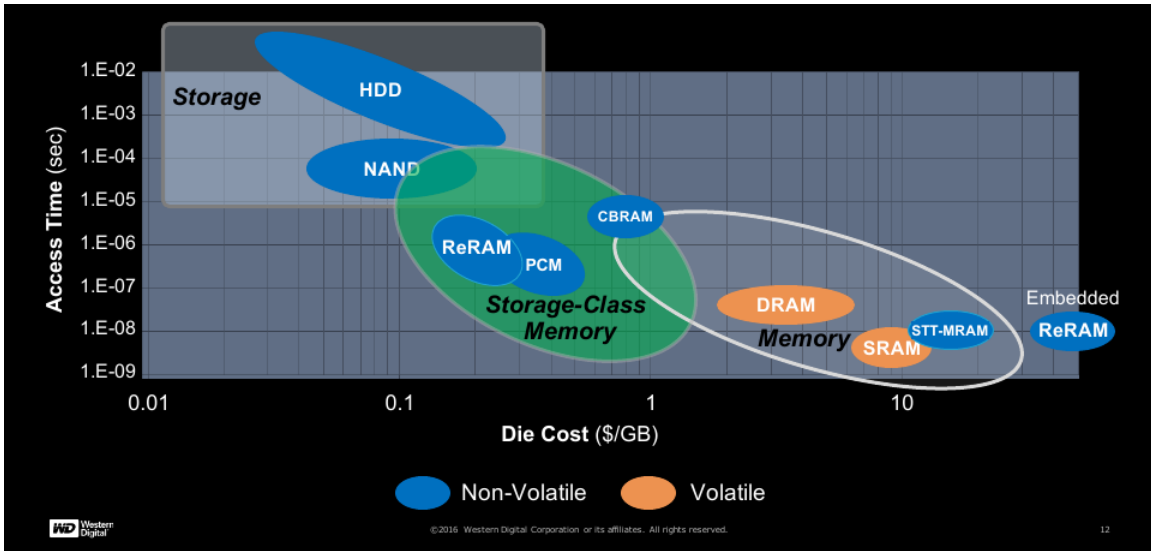 1.E-02
1.E-03
1.E-04
1.E-05
1.E-06
1.E-07
1.E-08
1.E-09
Access Time (sec)
Storage
HDD
NAND
CBRAM
ReRAM
PCM
Storage-Class
Memory
DRAM
Memory
SRAM
STT-MRAM
Embedded
ReRAM
0.01
0.1
1
10
Die Cost ($/GB)
Non-Volatile
Volatile
WD Western
Digital®
©2016 Western Digital Corporation or its affiliates. All rights reserved.
12